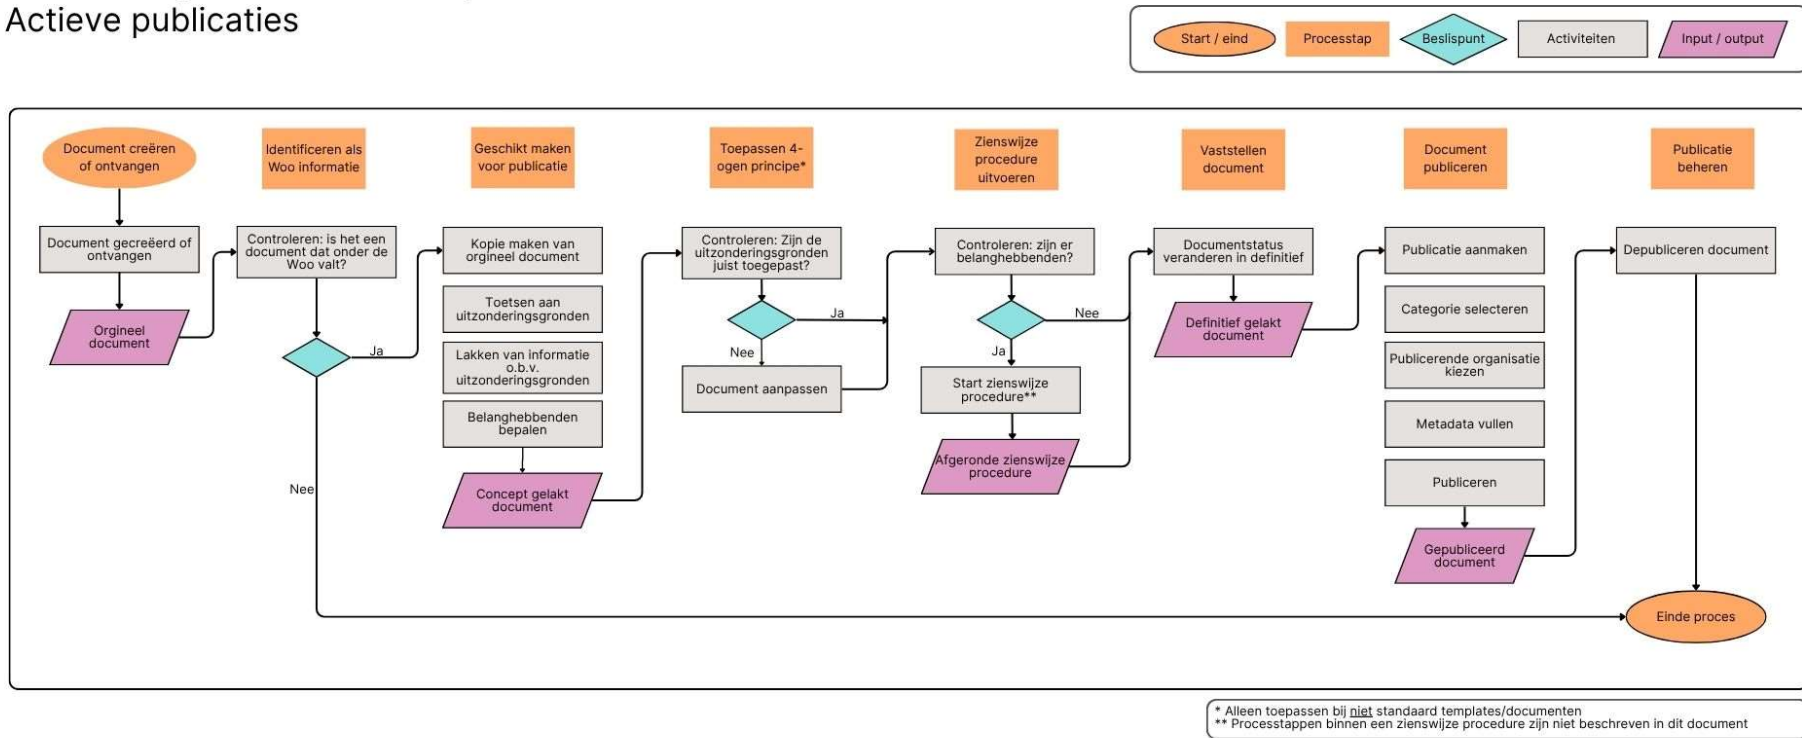 Actieve publicaties
Start / eind
Processtap
Beslispunt
Activiteiten
Input / output
Document creëren
of ontvangen
Identificeren als
Woo informatie
Geschikt maken
voor publicatie
Toepassen 4-
ogen principe*
Zienswijze
procedure
uitvoeren
Vaststellen
document
Document
publiceren
Publicatie
beheren
Document gecreëerd of
ontvangen
Orgineel
document
Controleren: is het een
document dat onder de
Woo valt?
Ja
Nee
Kopie maken van
orgineel document
Toetsen aan
uitzonderingsgronden
Lakken van informatie
o.b.v.
uitzonderingsgronden
Belanghebbenden
bepalen
Concept gelakt
document
Controleren: Zijn de
uitzonderingsgronden
juist toegepast?
Ja
Nee
Document aanpassen
Controleren: zijn er
belanghebbenden?
Nee
Ja
Start zienswijze
procedure**
Afgeronde zienswijze
procedure
Documentstatus
veranderen in definitief
Definitief gelakt
document
Publicatie aanmaken
Categorie selecteren
Publicerende organisatie
kiezen
Metadata vullen
Publiceren
Gepubliceerd
document
Depubliceren document
Einde proces
* Alleen toepassen bij niet standaard templates/documenten
** Processtappen binnen een zienswijze procedure zijn niet beschreven in dit document